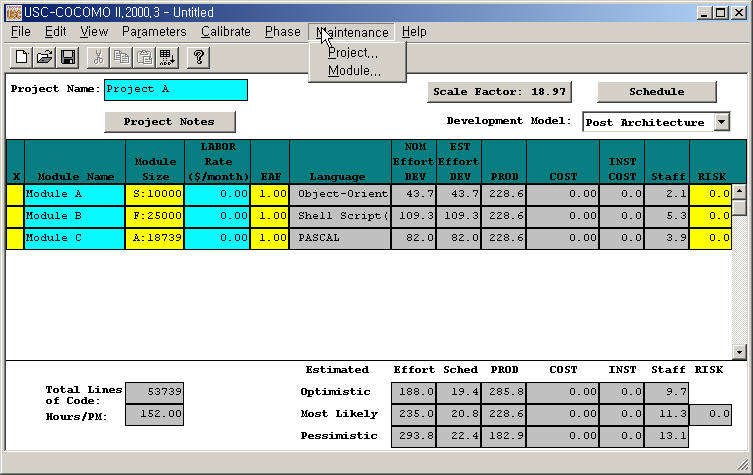 USC-COCOMO II.2000.3 - Untitled
File Edit View Parameters Calibrate Phase Maintenance Help
Project...
Module...
Project Name: Project A Scale Factor: 18.97 Schedule
Project Notes Development Model: Post Architecture
X Module Name Module Size LABOR Rate ($/month) EAF Language NOM Effort DEV EST Effort DEV PROD COST INST COST Staff RISK
Module A S:10000 0.00 1.00 Object-Orient 43.7 43.7 228.6 0.00 0.0 2.1 0.0
Module B F:25000 0.00 1.00 Shell Script( 109.3 109.3 228.6 0.00 0.0 5.3 0.0
Module C A:18739 0.00 1.00 PASCAL 82.0 82.0 228.6 0.00 0.0 3.9 0.0
Estimated Effort Sched PROD COST INST Staff RISK
Total Lines of Code: 53739 Optimistic 188.0 19.4 285.8 0.00 0.0 9.7
Hours/PM: 152.00 Most Likely 235.0 20.8 228.6 0.00 0.0 11.3 0.0
Pessimistic 293.8 22.4 182.9 0.00 0.0 13.1